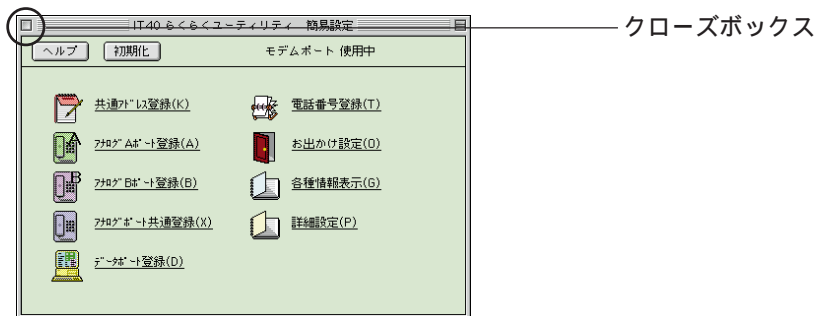 IT40 らくらくユーティリティ 簡易設定
クローズボックス
ヘルプ 初期化 モデムポート 使用中
共通ｱﾄﾞﾚｽ登録(K) 電話番号登録(T)
ｱﾅﾛｸﾞAﾎﾟｰﾄ登録(A) お出かけ設定(O)
ｱﾅﾛｸﾞBﾎﾟｰﾄ登録(B) 各種情報表示(G)
ｱﾅﾛｸﾞﾎﾟｰﾄ共通登録(X) 詳細設定(P)
ﾃﾞｰﾀﾎﾟｰﾄ登録(D)
A
B